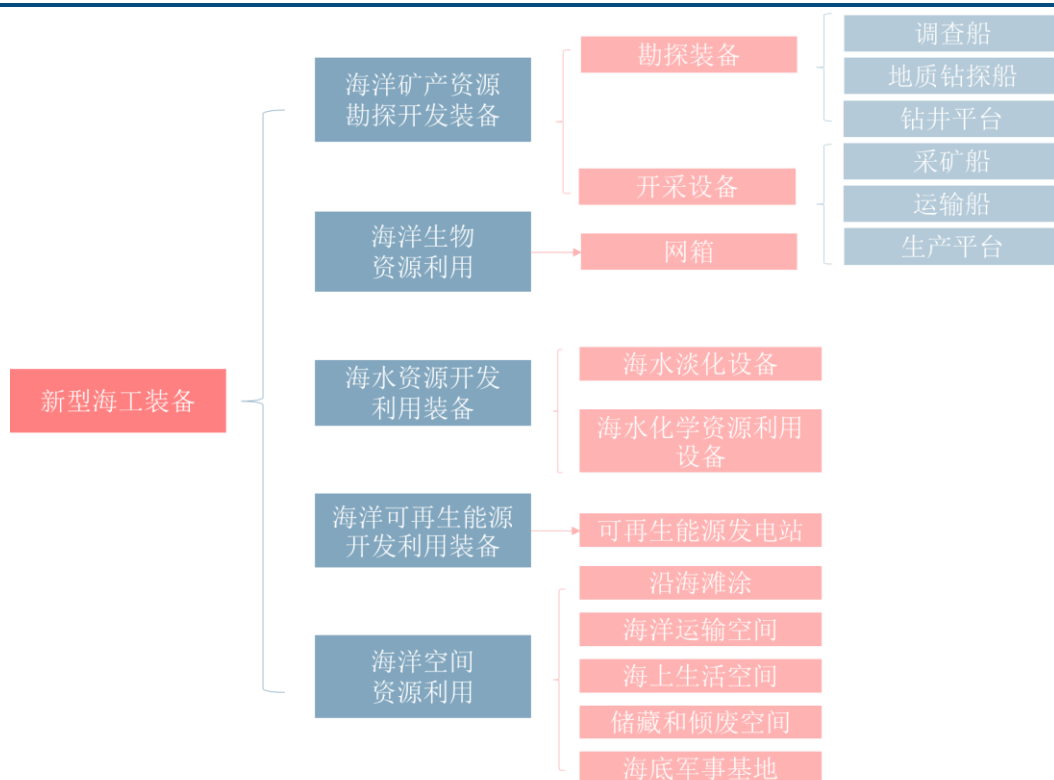 新型海工装备
海洋矿产资源
勘探开发装备
勘探装备
调查船
地质钻探船
钻井平台
开采设备
采矿船
运输船
生产平台
海洋生物
资源利用
网箱
海水资源开发
利用装备
海水淡化设备
海水化学资源利用
设备
海洋可再生能源
开发利用装备
可再生能源发电站
海洋空间
资源利用
沿海滩涂
海洋运输空间
海上生活空间
储藏和倾废空间
海底军事基地